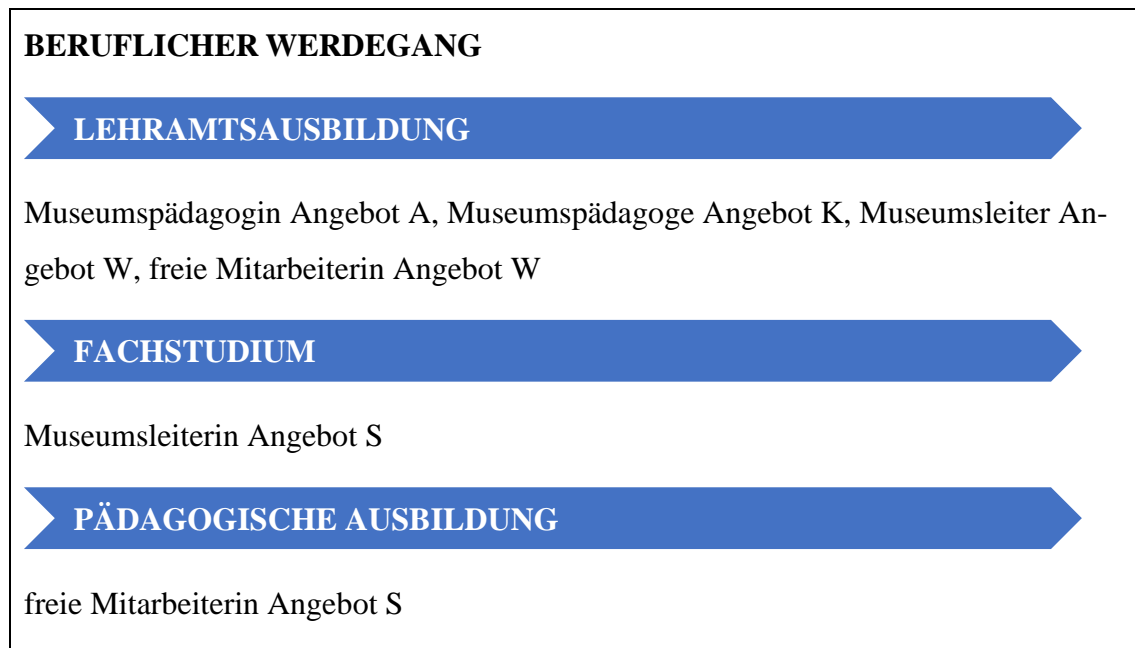 BERUFLICHER WERDEGANG
LEHRAMTSAUSBILDUNG
Museumspädagogin Angebot A, Museumspädagoge Angebot K, Museumsleiter An-
gebot W, freie Mitarbeiterin Angebot W
FACHSTUDIUM
Museumsleiterin Angebot S
PÄDAGOGISCHE AUSBILDUNG
freie Mitarbeiterin Angebot S